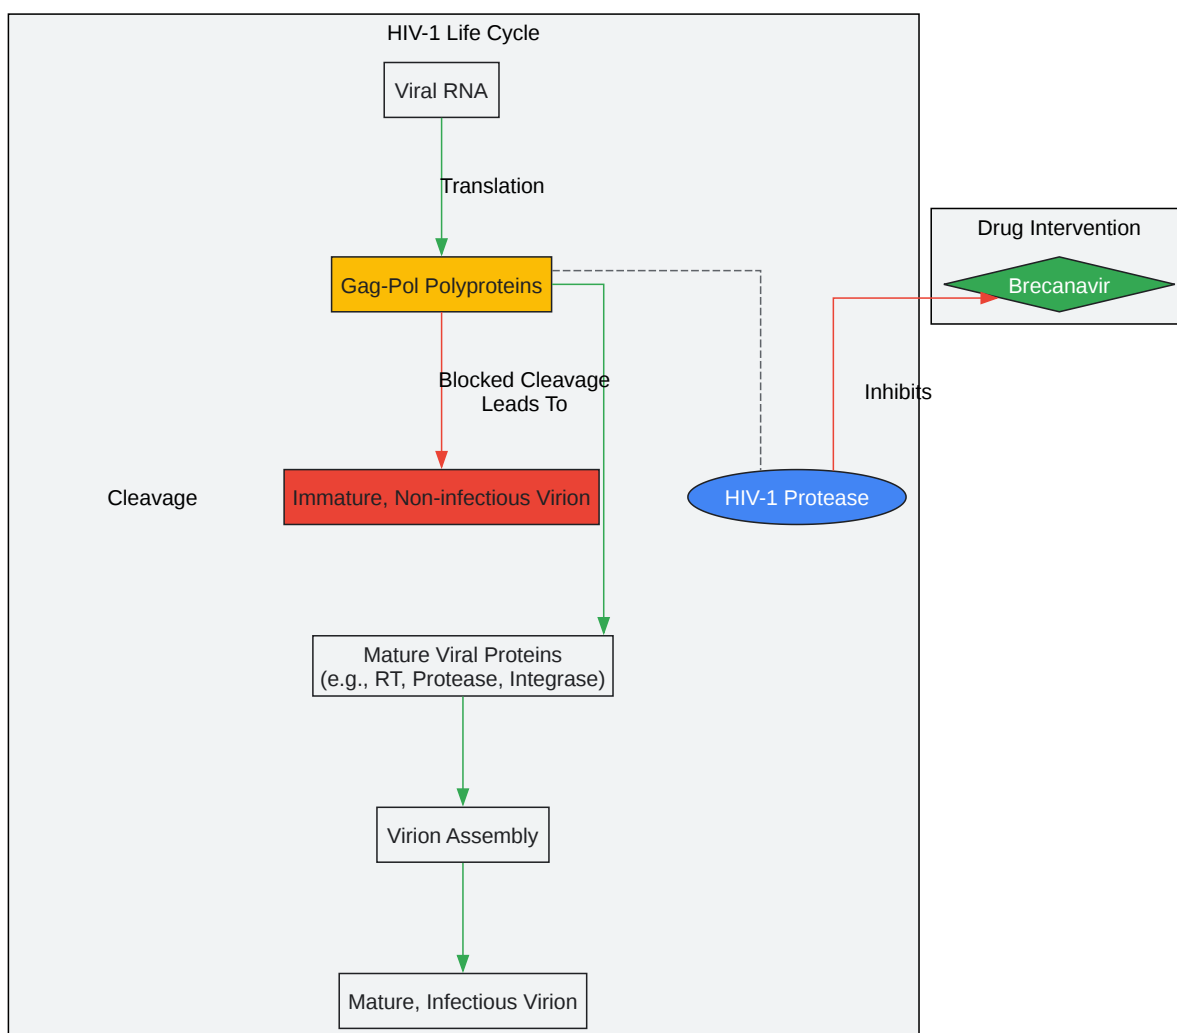 HIV-1 Life Cycle
Viral RNA
Translation
Drug Intervention
Gag-Pol Polyproteins
Brecanavir
Blocked Cleavage
Leads To
Inhibits
Cleavage
Immature, Non-infectious Virion
HIV-1 Protease
Mature Viral Proteins
(e.g., RT, Protease, Integrase)
Virion Assembly
Mature, Infectious Virion